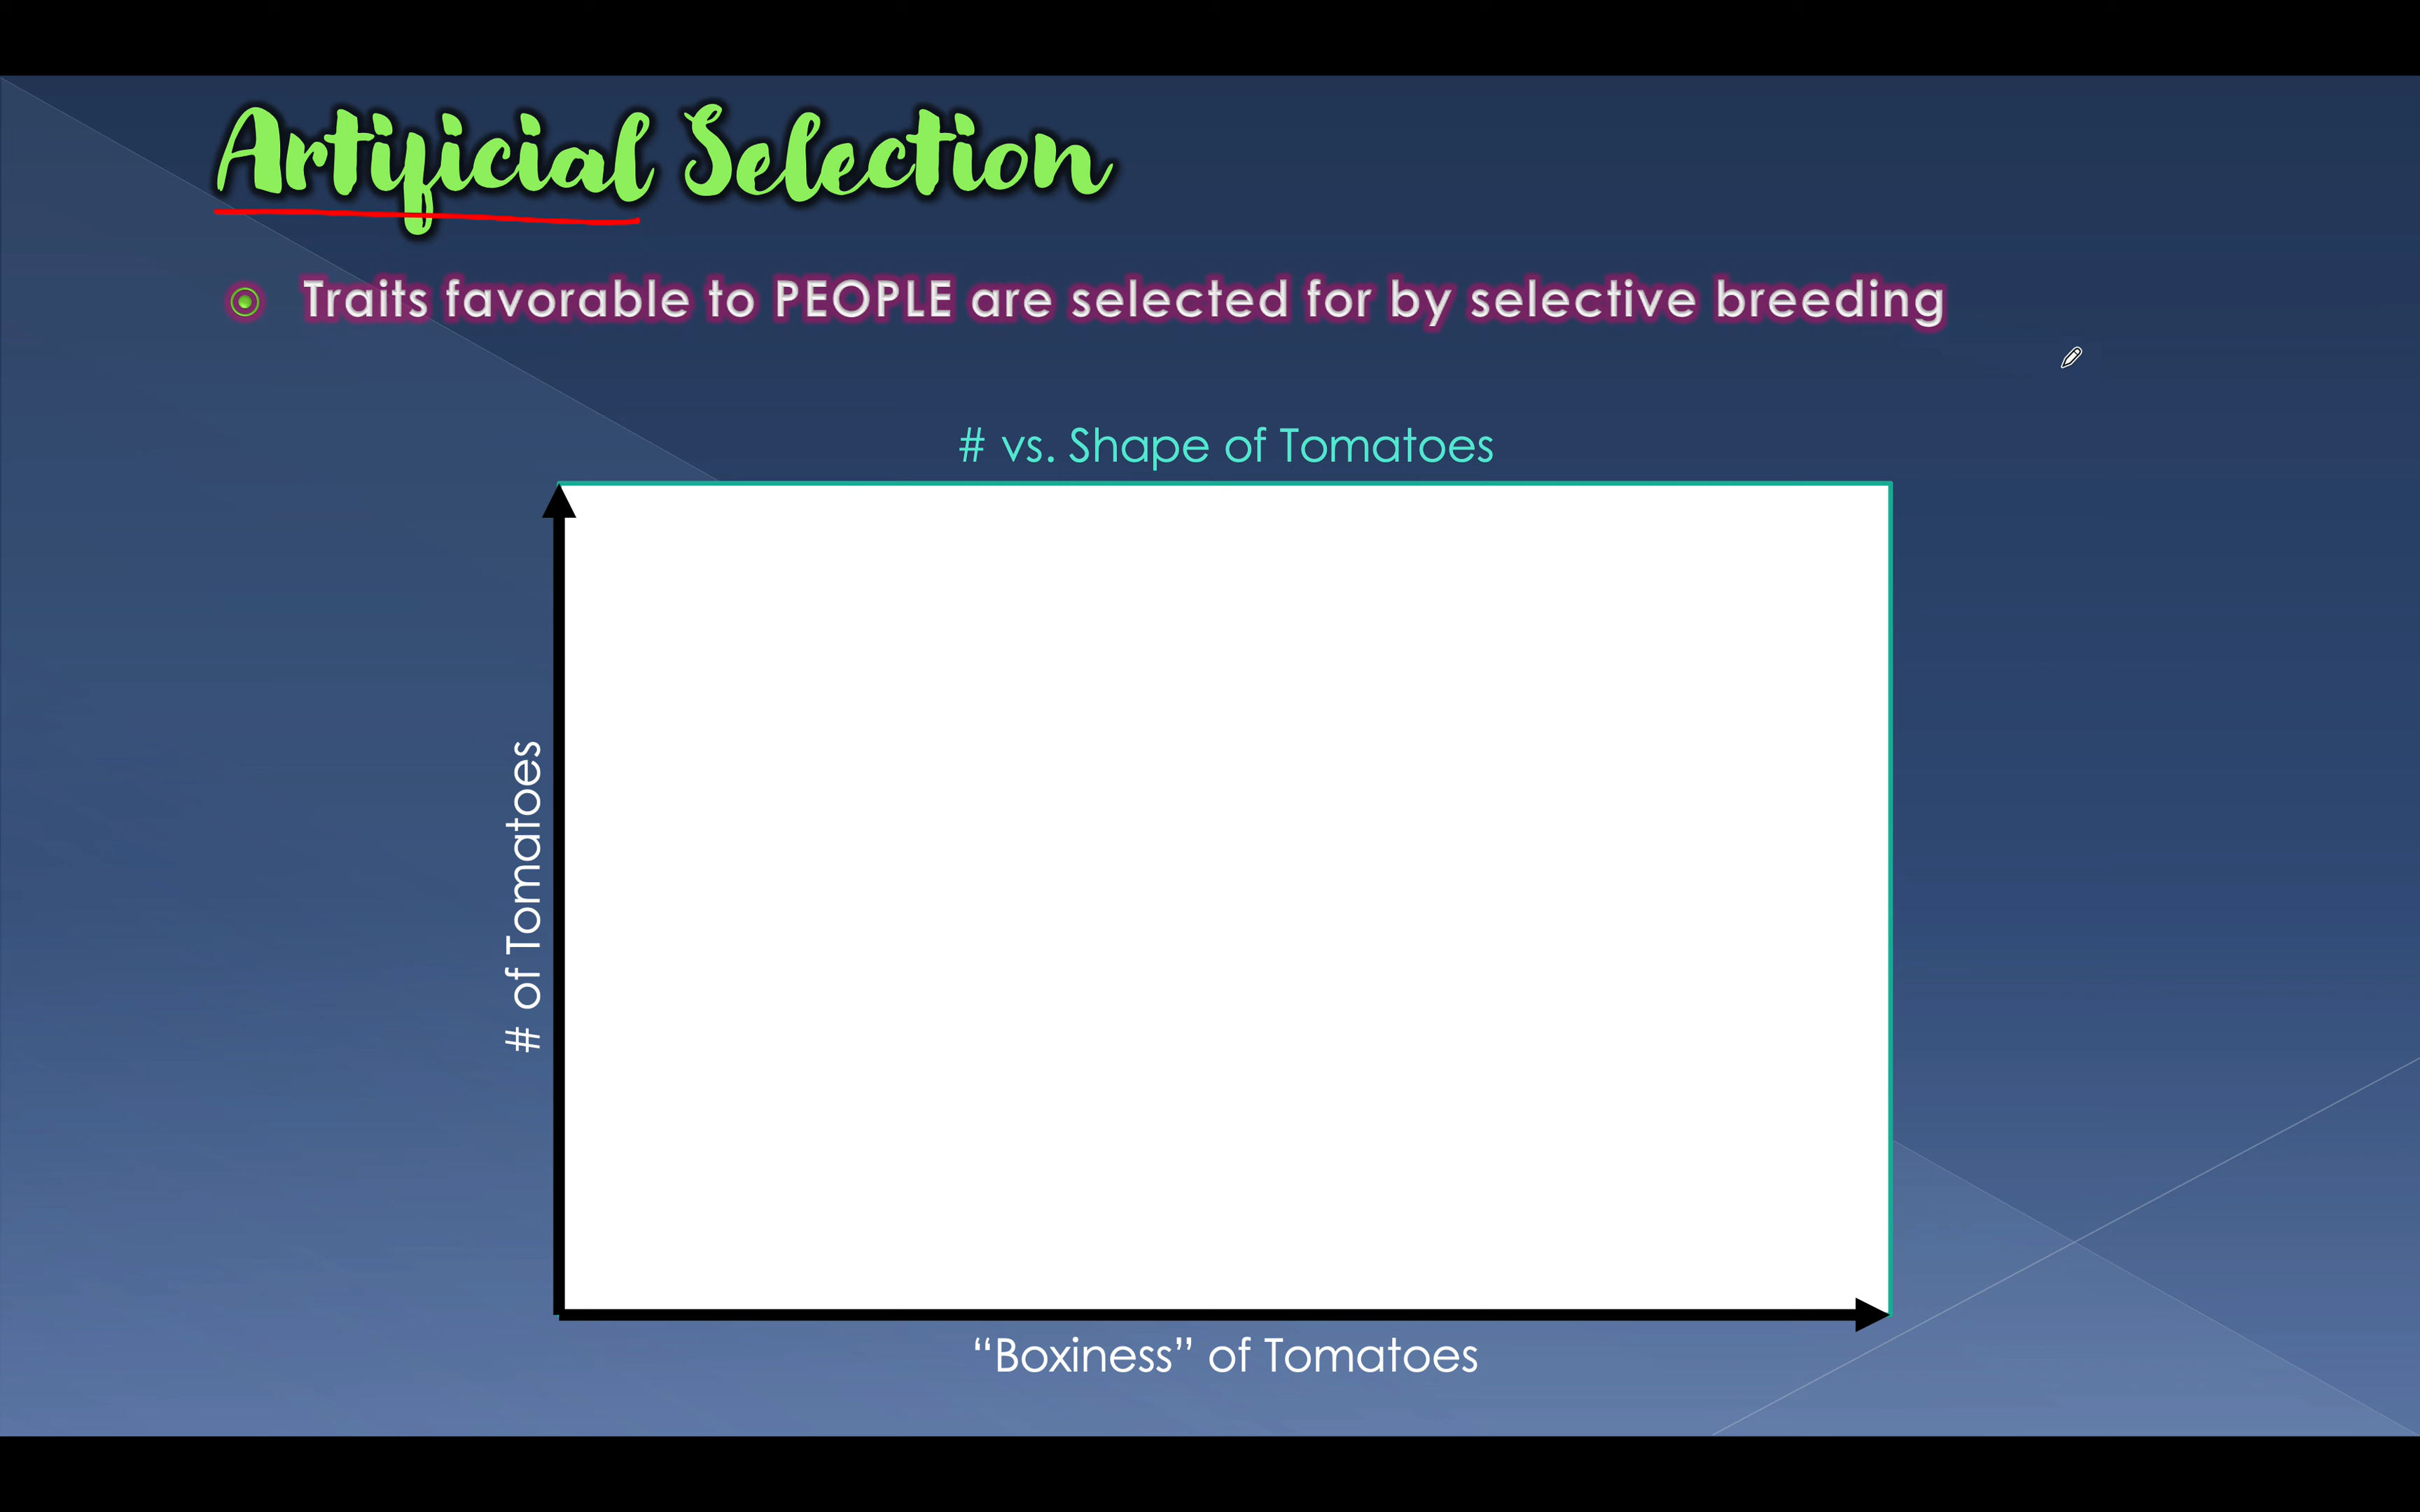 Artificial Selection
Traits favorable to PEOPLE are selected for by selective breeding
# vs. Shape of Tomatoes
# of Tomatoes
“Boxiness” of Tomatoes